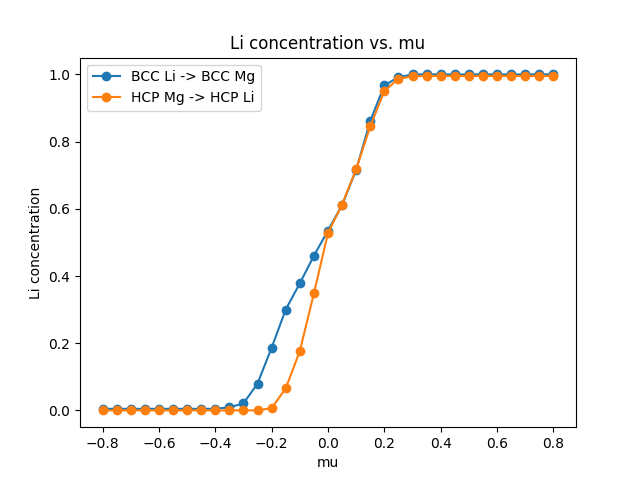 Li concentration vs. mu
BCC Li -> BCC Mg
HCP Mg -> HCP Li
Li concentration
1.0
0.8
0.6
0.4
0.2
0.0
−0.8 −0.6 −0.4 −0.2 0.0 0.2 0.4 0.6 0.8
mu